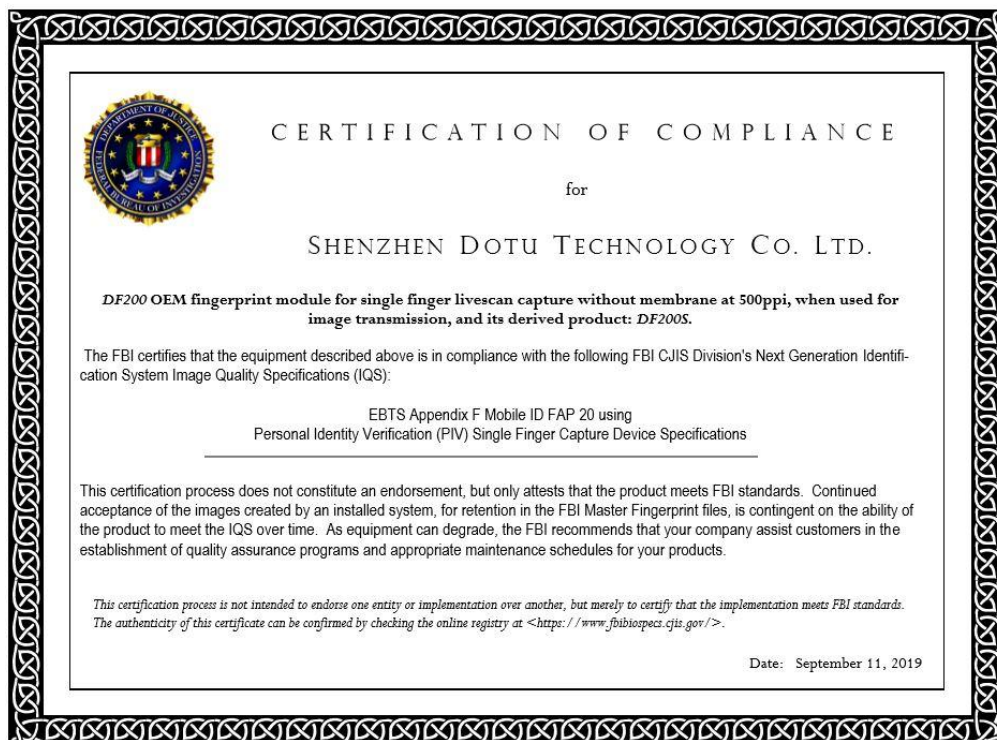 DEPARTMENT OF JUSTICE
FEDERAL BUREAU OF INVESTIGATION
CERTIFICATION OF COMPLIANCE
for
SHENZHEN DOTU TECHNOLOGY CO. LTD.
DF200 OEM fingerprint module for single finger livescan capture without membrane at 500ppi, when used for
image transmission, and its derived product: DF200S.
The FBI certifies that the equipment described above is in compliance with the following FBI CJIS Division's Next Generation Identifi-
cation System Image Quality Specifications (IQS):
EBTS Appendix F Mobile ID FAP 20 using
Personal Identity Verification (PIV) Single Finger Capture Device Specifications
This certification process does not constitute an endorsement, but only attests that the product meets FBI standards.  Continued
acceptance of the images created by an installed system, for retention in the FBI Master Fingerprint files, is contingent on the ability of
the product to meet the IQS over time.  As equipment can degrade, the FBI recommends that your company assist customers in the
establishment of quality assurance programs and appropriate maintenance schedules for your products.
This certification process is not intended to endorse one entity or implementation over another, but merely to certify that the implementation meets FBI standards.
The authenticity of this certificate can be confirmed by checking the online registry at <https://www.fbibiospecs.cjis.gov/>.
Date:   September 11, 2019